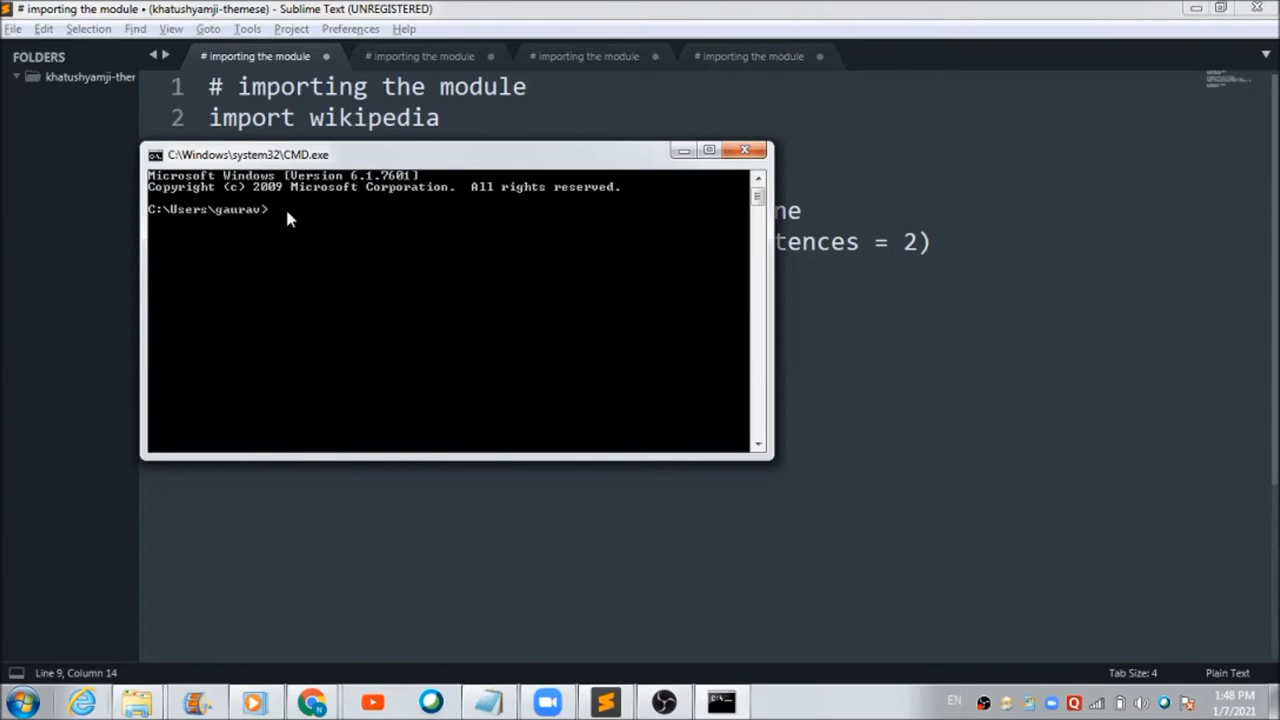 # importing the module • (khatushyamji-themese) - Sublime Text (UNREGISTERED)
File Edit Selection Find View Goto Tools Project Preferences Help
FOLDERS
khatushyamji-ther
# importing the module # importing the module # importing the module # importing the module
1 # importing the module
2 import wikipedia
C:\Windows\system32\CMD.exe
Microsoft Windows [Version 6.1.7601]
Copyright (c) 2009 Microsoft Corporation. All rights reserved.
C:\Users\gaurav>
ne
tences = 2)
Line 9, Column 14
Tab Size: 4 Plain Text
EN
1:48 PM
1/7/2021